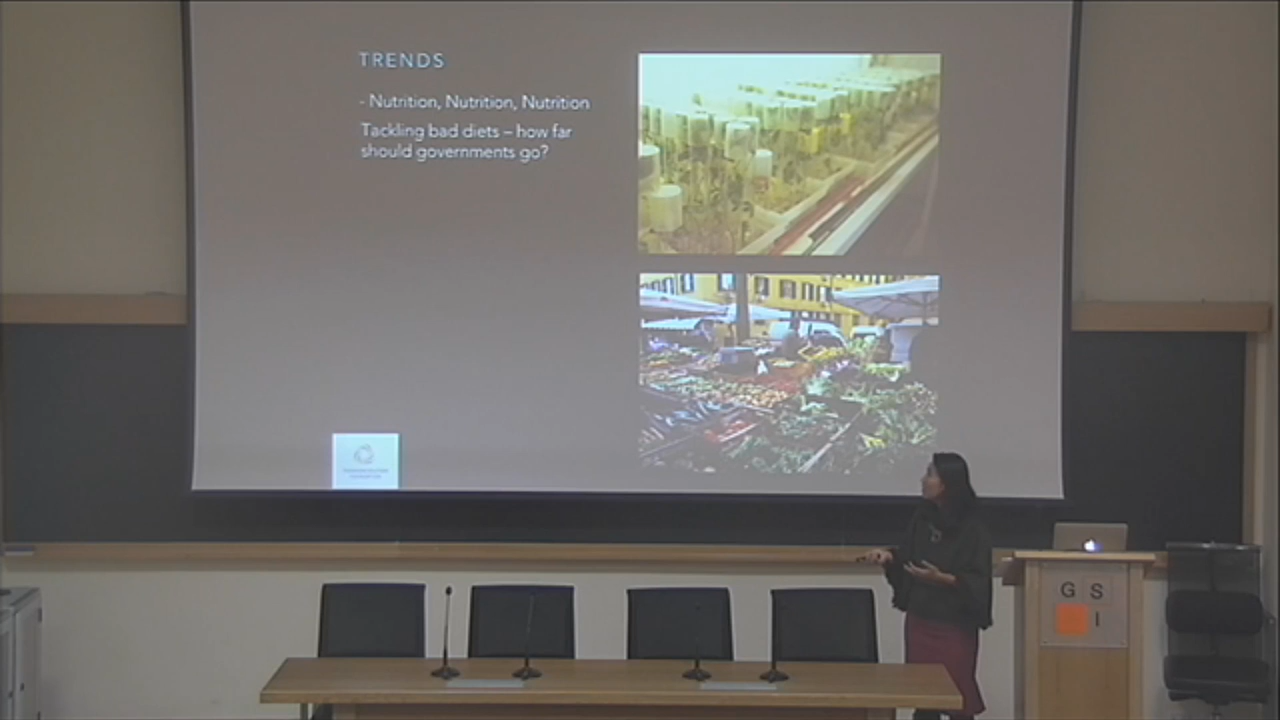 TRENDS
- Nutrition, Nutrition, Nutrition
Tackling bad diets – how far
should governments go?
G S
I